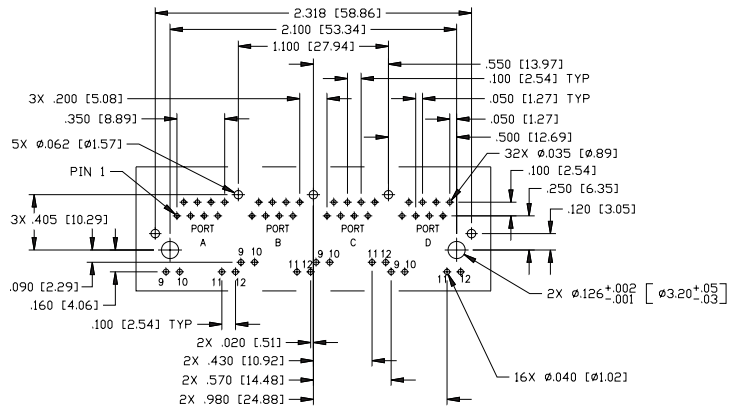 2.318 [58.86]
2.100 [53.34]
1.100 [27.94]
.550 [13.97]
.100 [2.54] TYP
3X .200 [5.08]
.050 [1.27] TYP
.350 [8.89]
.050 [1.27]
.500 [12.69]
5X ø.062 [ø1.57]
32X ø.035 [ø.89]
PIN 1
.100 [2.54]
.250 [6.35]
.120 [3.05]
3X .405 [10.29]
PORT A
PORT B
PORT C
PORT D
9 10
11 12
9 10
11 12
9 10
11 12
9 10
11 12
.090 [2.29]
.160 [4.06]
2X ø.126 +.002 -.001 [ ø3.20 +.05 -.03 ]
.100 [2.54] TYP
2X .020 [.51]
2X .430 [10.92]
2X .570 [14.48]
16X ø.040 [ø1.02]
2X .980 [24.88]